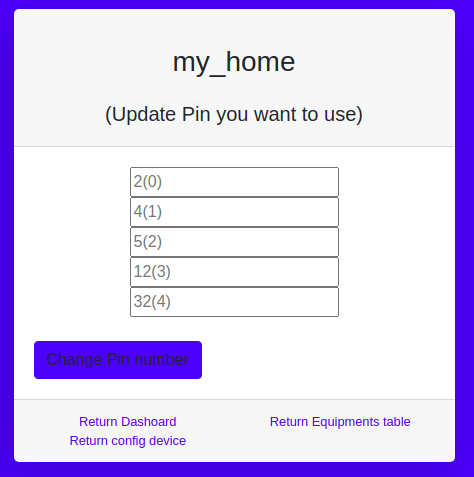 my_home
(Update Pin you want to use)
2(0)
4(1)
5(2)
12(3)
32(4)
Change Pin number
Return Dashoard
Return Equipments table
Return config device